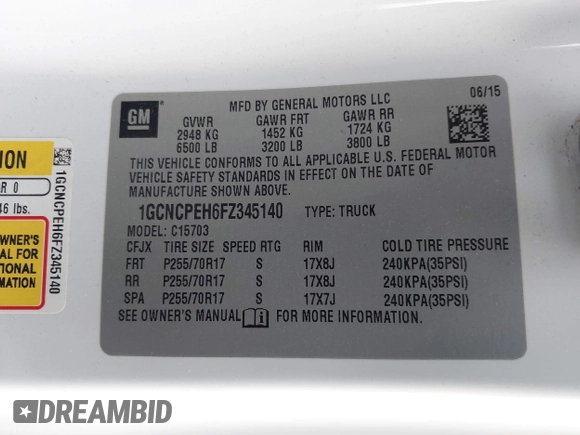 GM
MFD BY GENERAL MOTORS LLC
06/15
GVWR GAWR FRT GAWR RR
2948 KG 1452 KG 1724 KG
6500 LB 3200 LB 3800 LB
THIS VEHICLE CONFORMS TO ALL APPLICABLE U.S. FEDERAL MOTOR
VEHICLE SAFETY STANDARDS IN EFFECT ON THE DATE OF
MANUFACTURE SHOWN ABOVE.
1GCNCPEH6FZ345140 TYPE: TRUCK
MODEL: C15703
CFJX TIRE SIZE SPEED RTG RIM COLD TIRE PRESSURE
FRT P255/70R17 S 17X8J 240KPA(35PSI)
RR P255/70R17 S 17X8J 240KPA(35PSI)
SPA P255/70R17 S 17X7J 240KPA(35PSI)
SEE OWNER'S MANUAL FOR MORE INFORMATION.
ION
R 0
46 lbs.
OWNER'S
AL FOR
TIONAL
MATION
1GCNCPEH6FZ345140
DREAMBID